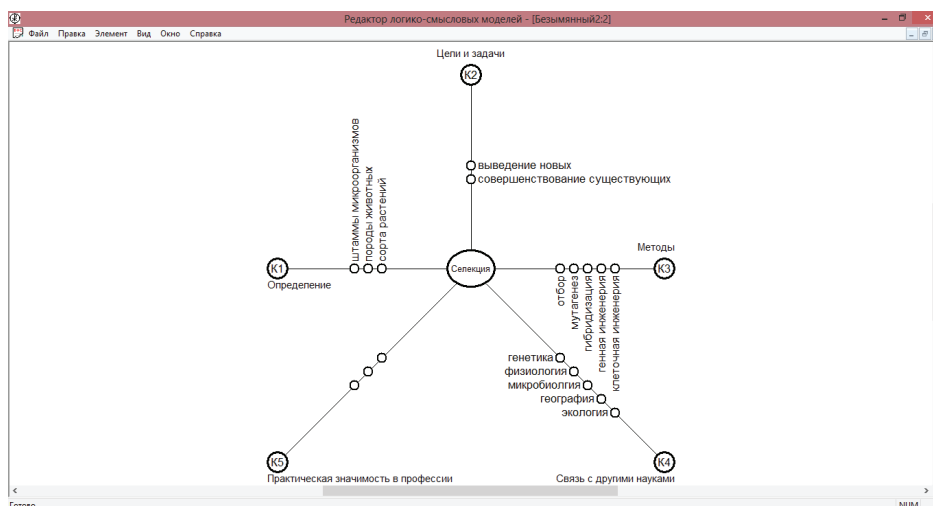 Редактор логико-смысловых моделей - [Безымянный2:2]
Файл Правка Элемент Вид Окно Справка
Цели и задачи
К2
выведение новых
совершенствование существующих
штаммы микроорганизмов
породы животных
сорта растений
К1
Определение
Селекция
Методы
К3
отбор
мутагенез
гибридизация
генная инженерия
клеточная инженерия
генетика
физиология
микробиолгия
география
экология
К5
Практическая значимость в профессии
К4
Связь с другими науками
Готово
NUM